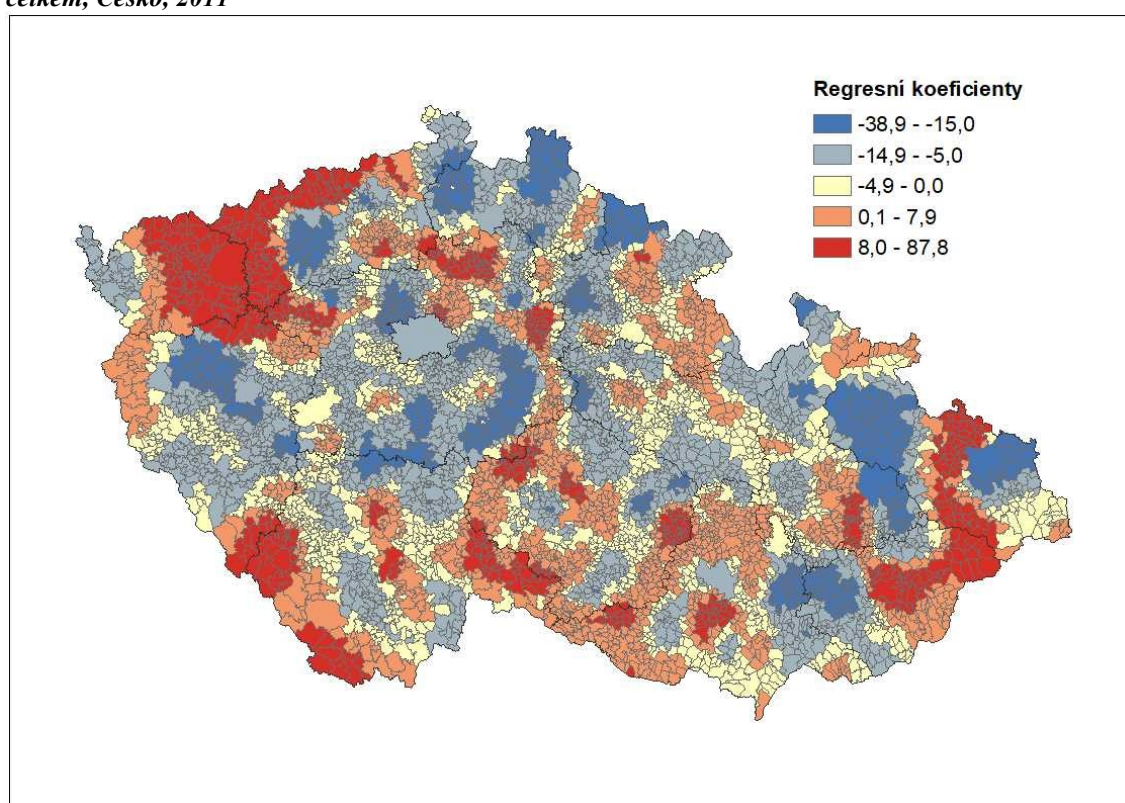 celkem, Česko, 2011
Regresní koeficienty
-38,9 - -15,0
-14,9 - -5,0
-4,9 - 0,0
0,1 - 7,9
8,0 - 87,8